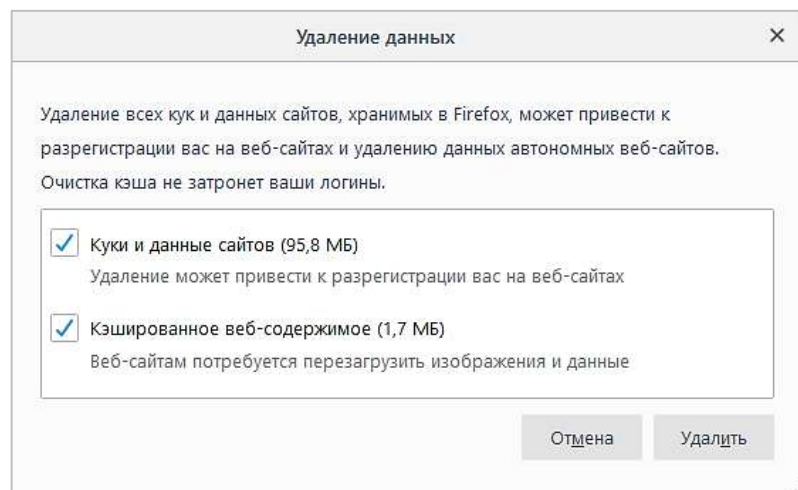 Удаление данных
Удаление всех кук и данных сайтов, хранимых в Firefox, может привести к
разрегистрации вас на веб-сайтах и удалению данных автономных веб-сайтов.
Очистка кэша не затронет ваши логины.
Куки и данные сайтов (95,8 МБ)
Удаление может привести к разрегистрации вас на веб-сайтах
Кэшированное веб-содержимое (1,7 МБ)
Веб-сайтам потребуется перезагрузить изображения и данные
Отмена Удалить